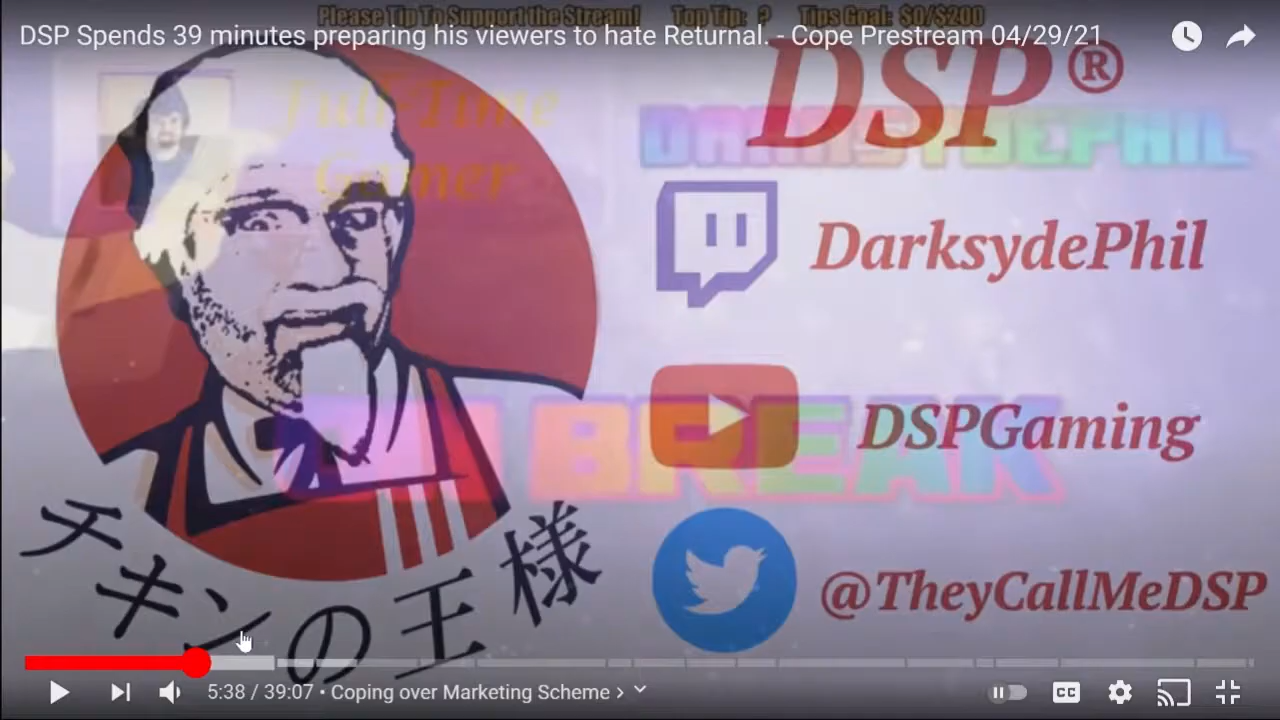 Please Tip To Support the Stream! Top Tip: ? Tips Goal: $0/$200
DSP Spends 39 minutes preparing his viewers to hate Returnal. - Cope Prestream 04/29/21
DSP®
Full-Time
Gamer
DARKSYDEPHIL
DarksydePhil
DSPGaming
BREAK
@TheyCallMeDSP
チキンの王様
5:38 / 39:07 • Coping over Marketing Scheme ›
CC